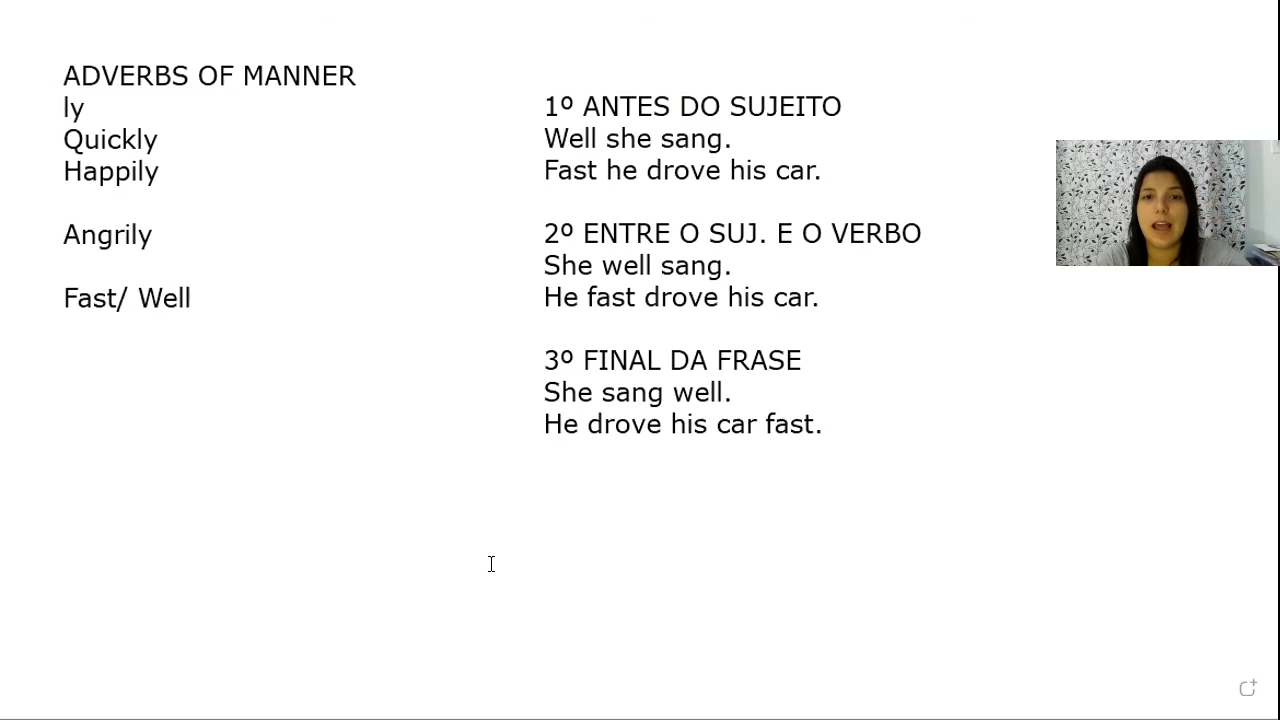 ADVERBS OF MANNER
ly
Quickly
Happily
Angrily
Fast/ Well
1º ANTES DO SUJEITO
Well she sang.
Fast he drove his car.
2º ENTRE O SUJ. E O VERBO
She well sang.
He fast drove his car.
3º FINAL DA FRASE
She sang well.
He drove his car fast.